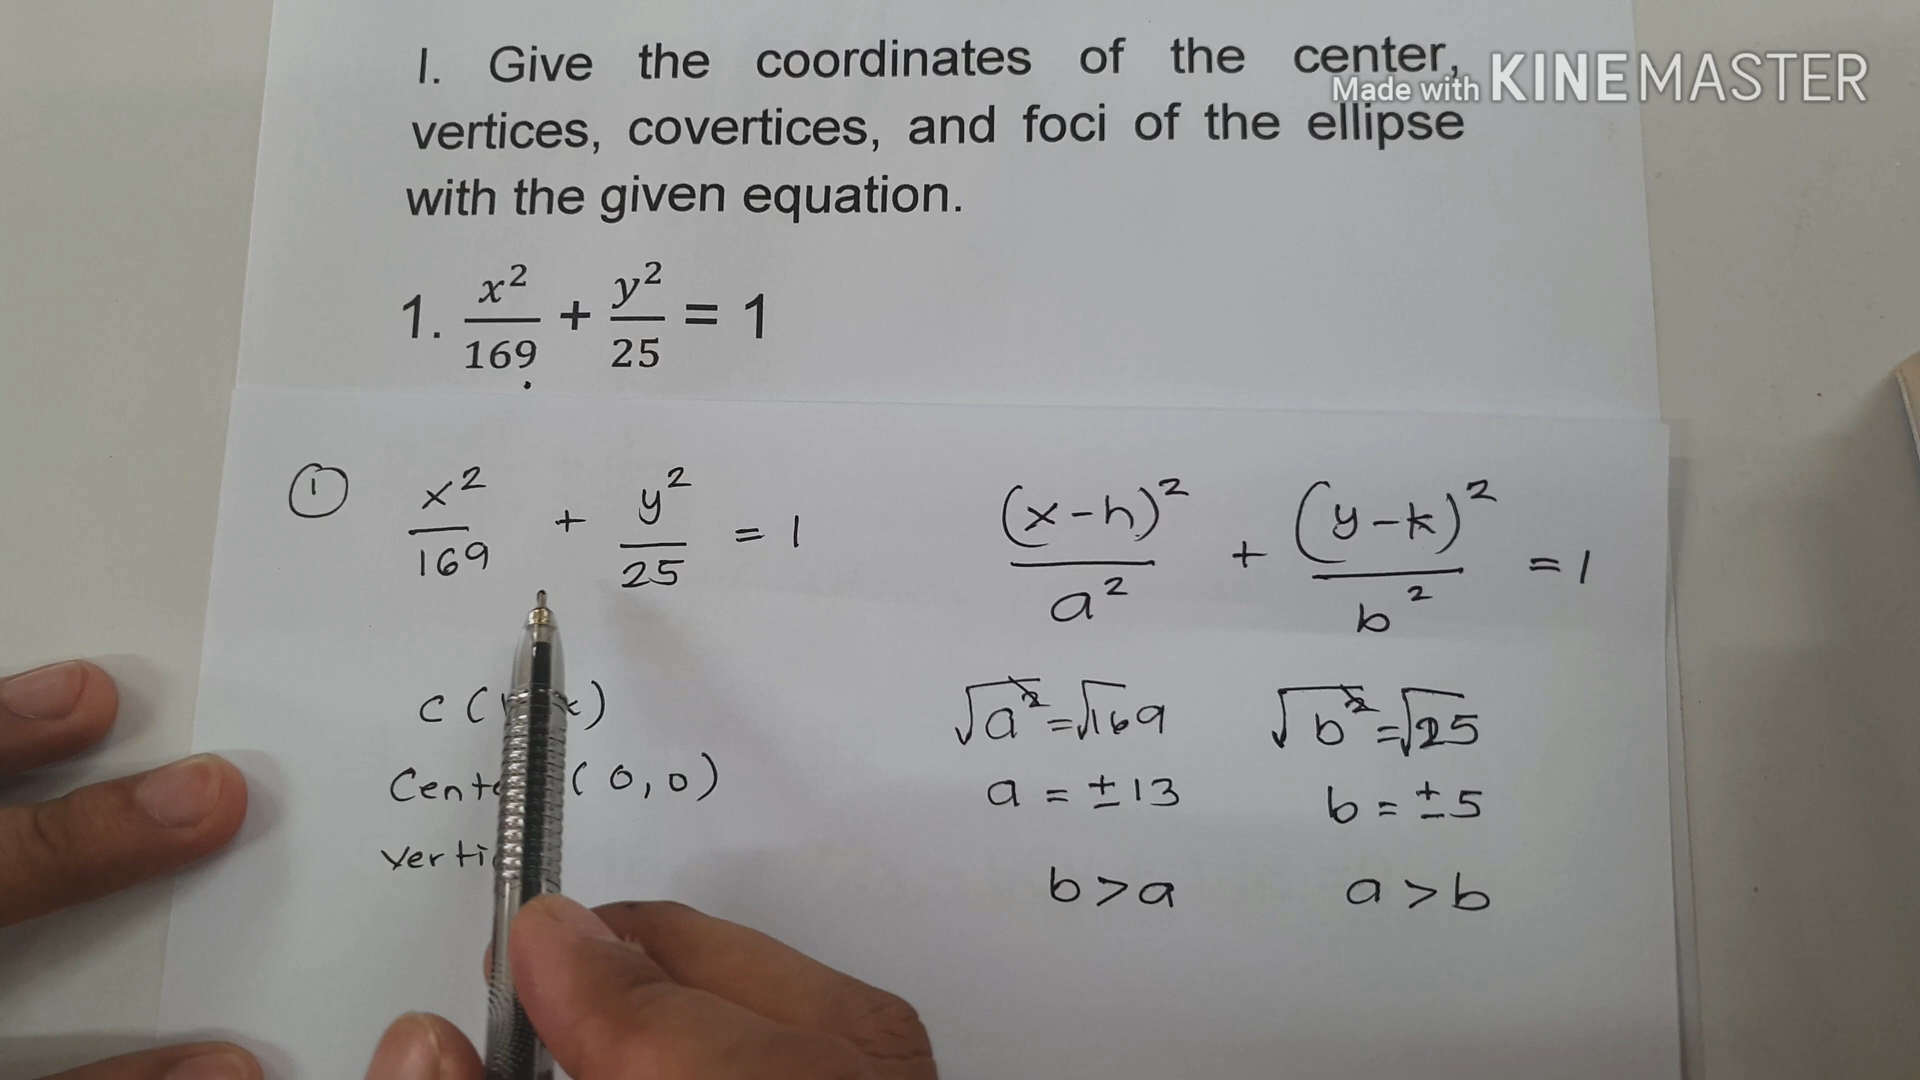 I. Give the coordinates of the center,
Made with KINEMASTER
vertices, covertices, and foci of the ellipse
with the given equation.
1. x²/169 + y²/25 = 1
① x²/169 + y²/25 = 1
(x-h)²/a² + (y-k)²/b² = 1
C (
)
√a² = √169
√b² = √25
(0,0)
a = ±13
b = ±5
b > a
a > b